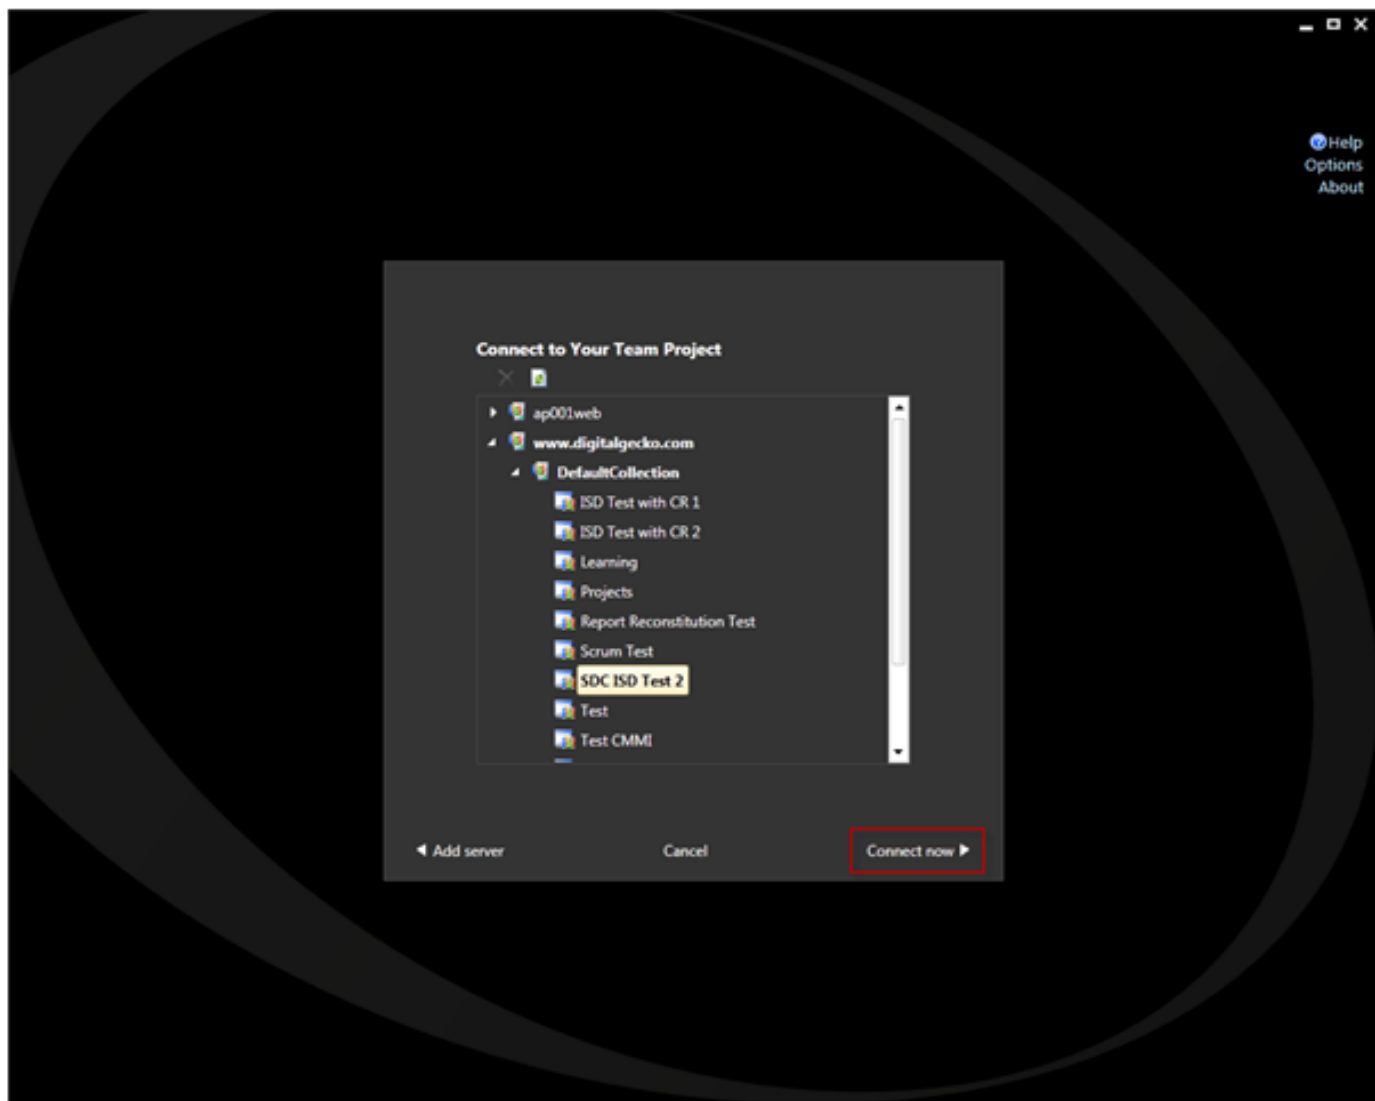 Help
Options
About
Connect to Your Team Project
ap001web
www.digitalgecko.com
DefaultCollection
ISD Test with CR 1
ISD Test with CR 2
Learning
Projects
Report Reconstitution Test
Scrum Test
SDC ISD Test 2
Test
Test CMMI
Add server
Cancel
Connect now